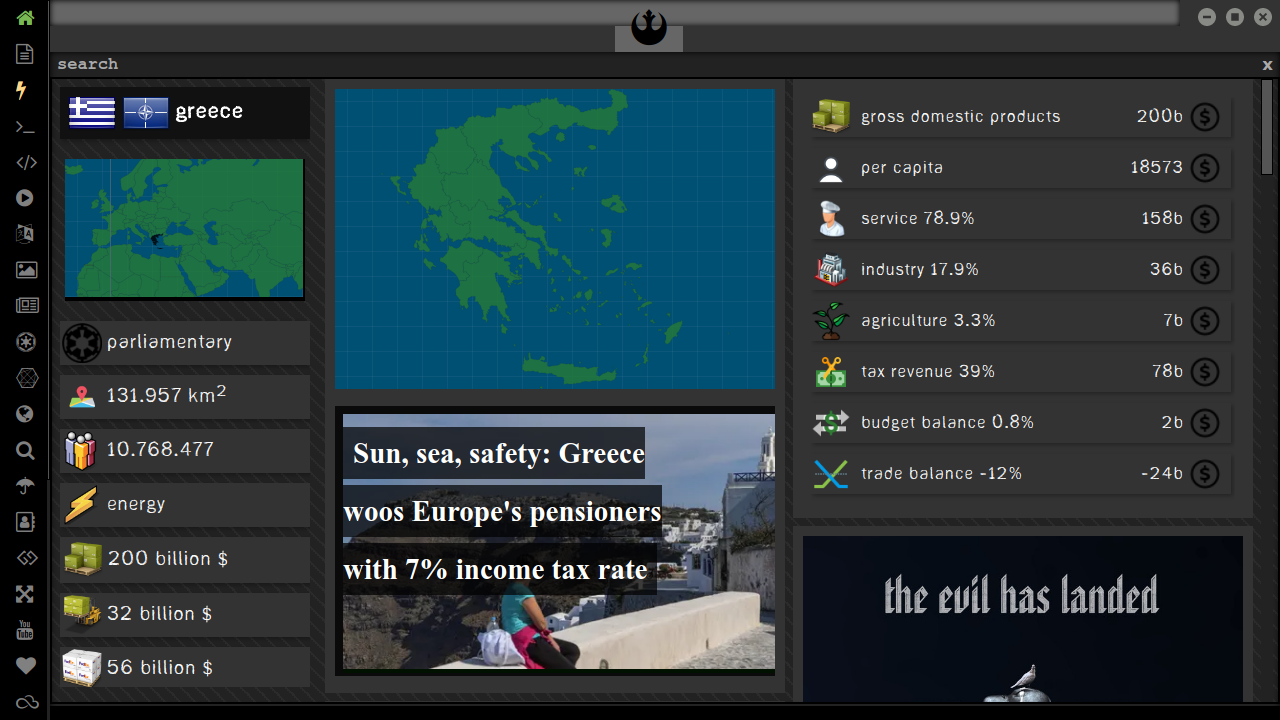 search
x
greece
parliamentary
131.957 km²
10.768.477
energy
200 billion $
32 billion $
56 billion $
Sun, sea, safety: Greece
woos Europe's pensioners
with 7% income tax rate
gross domestic products 200b $
per capita 18573 $
service 78.9% 158b $
industry 17.9% 36b $
agriculture 3.3% 7b $
tax revenue 39% 78b $
budget balance 0.8% 2b $
trade balance -12% -24b $
the evil has landed
You
Tube